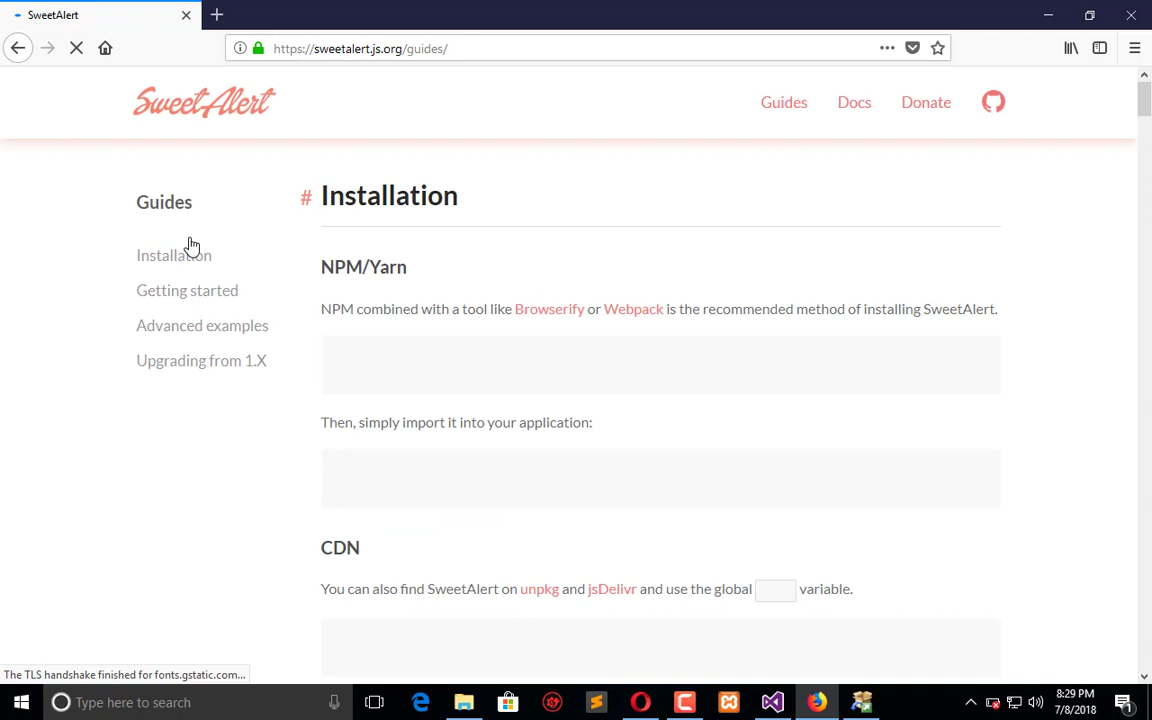 SweetAlert
https://sweetalert.js.org/guides/
SweetAlert
Guides
Docs
Donate
Guides
Installation
Getting started
Advanced examples
Upgrading from 1.X
# Installation
NPM/Yarn
NPM combined with a tool like Browserify or Webpack is the recommended method of installing SweetAlert.
Then, simply import it into your application:
CDN
You can also find SweetAlert on unpkg and jsDelivr and use the global variable.
The TLS handshake finished for fonts.gstatic.com...
Type here to search
8:29 PM
7/8/2018
1